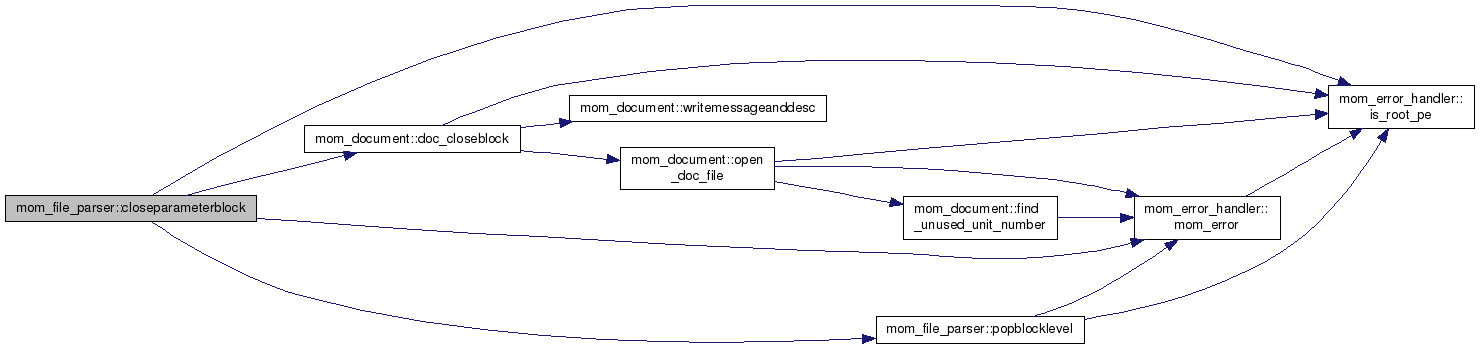 mom_file_parser::closeparameterblock
mom_document::doc_closeblock
mom_document::writemessageanddesc
mom_document::open
_doc_file
mom_document::find
_unused_unit_number
mom_file_parser::popblocklevel
mom_error_handler::
mom_error
mom_error_handler::
is_root_pe